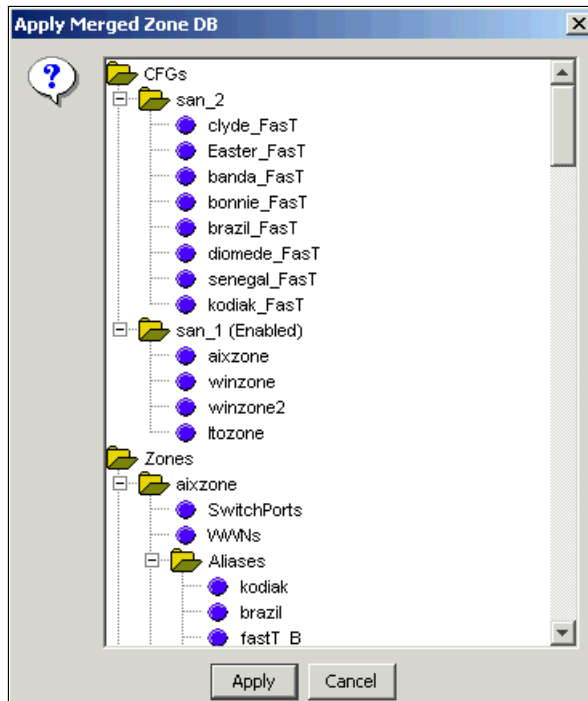 Apply Merged Zone DB
CFGs
san_2
clyde_FasT
Easter_FasT
banda_FasT
bonnie_FasT
brazil_FasT
diomede_FasT
senegal_FasT
kodiak_FasT
san_1 (Enabled)
aixzone
winzone
winzone2
ltozone
Zones
aixzone
SwitchPorts
WWNs
Aliases
kodiak
brazil
fastT_B
Apply Cancel